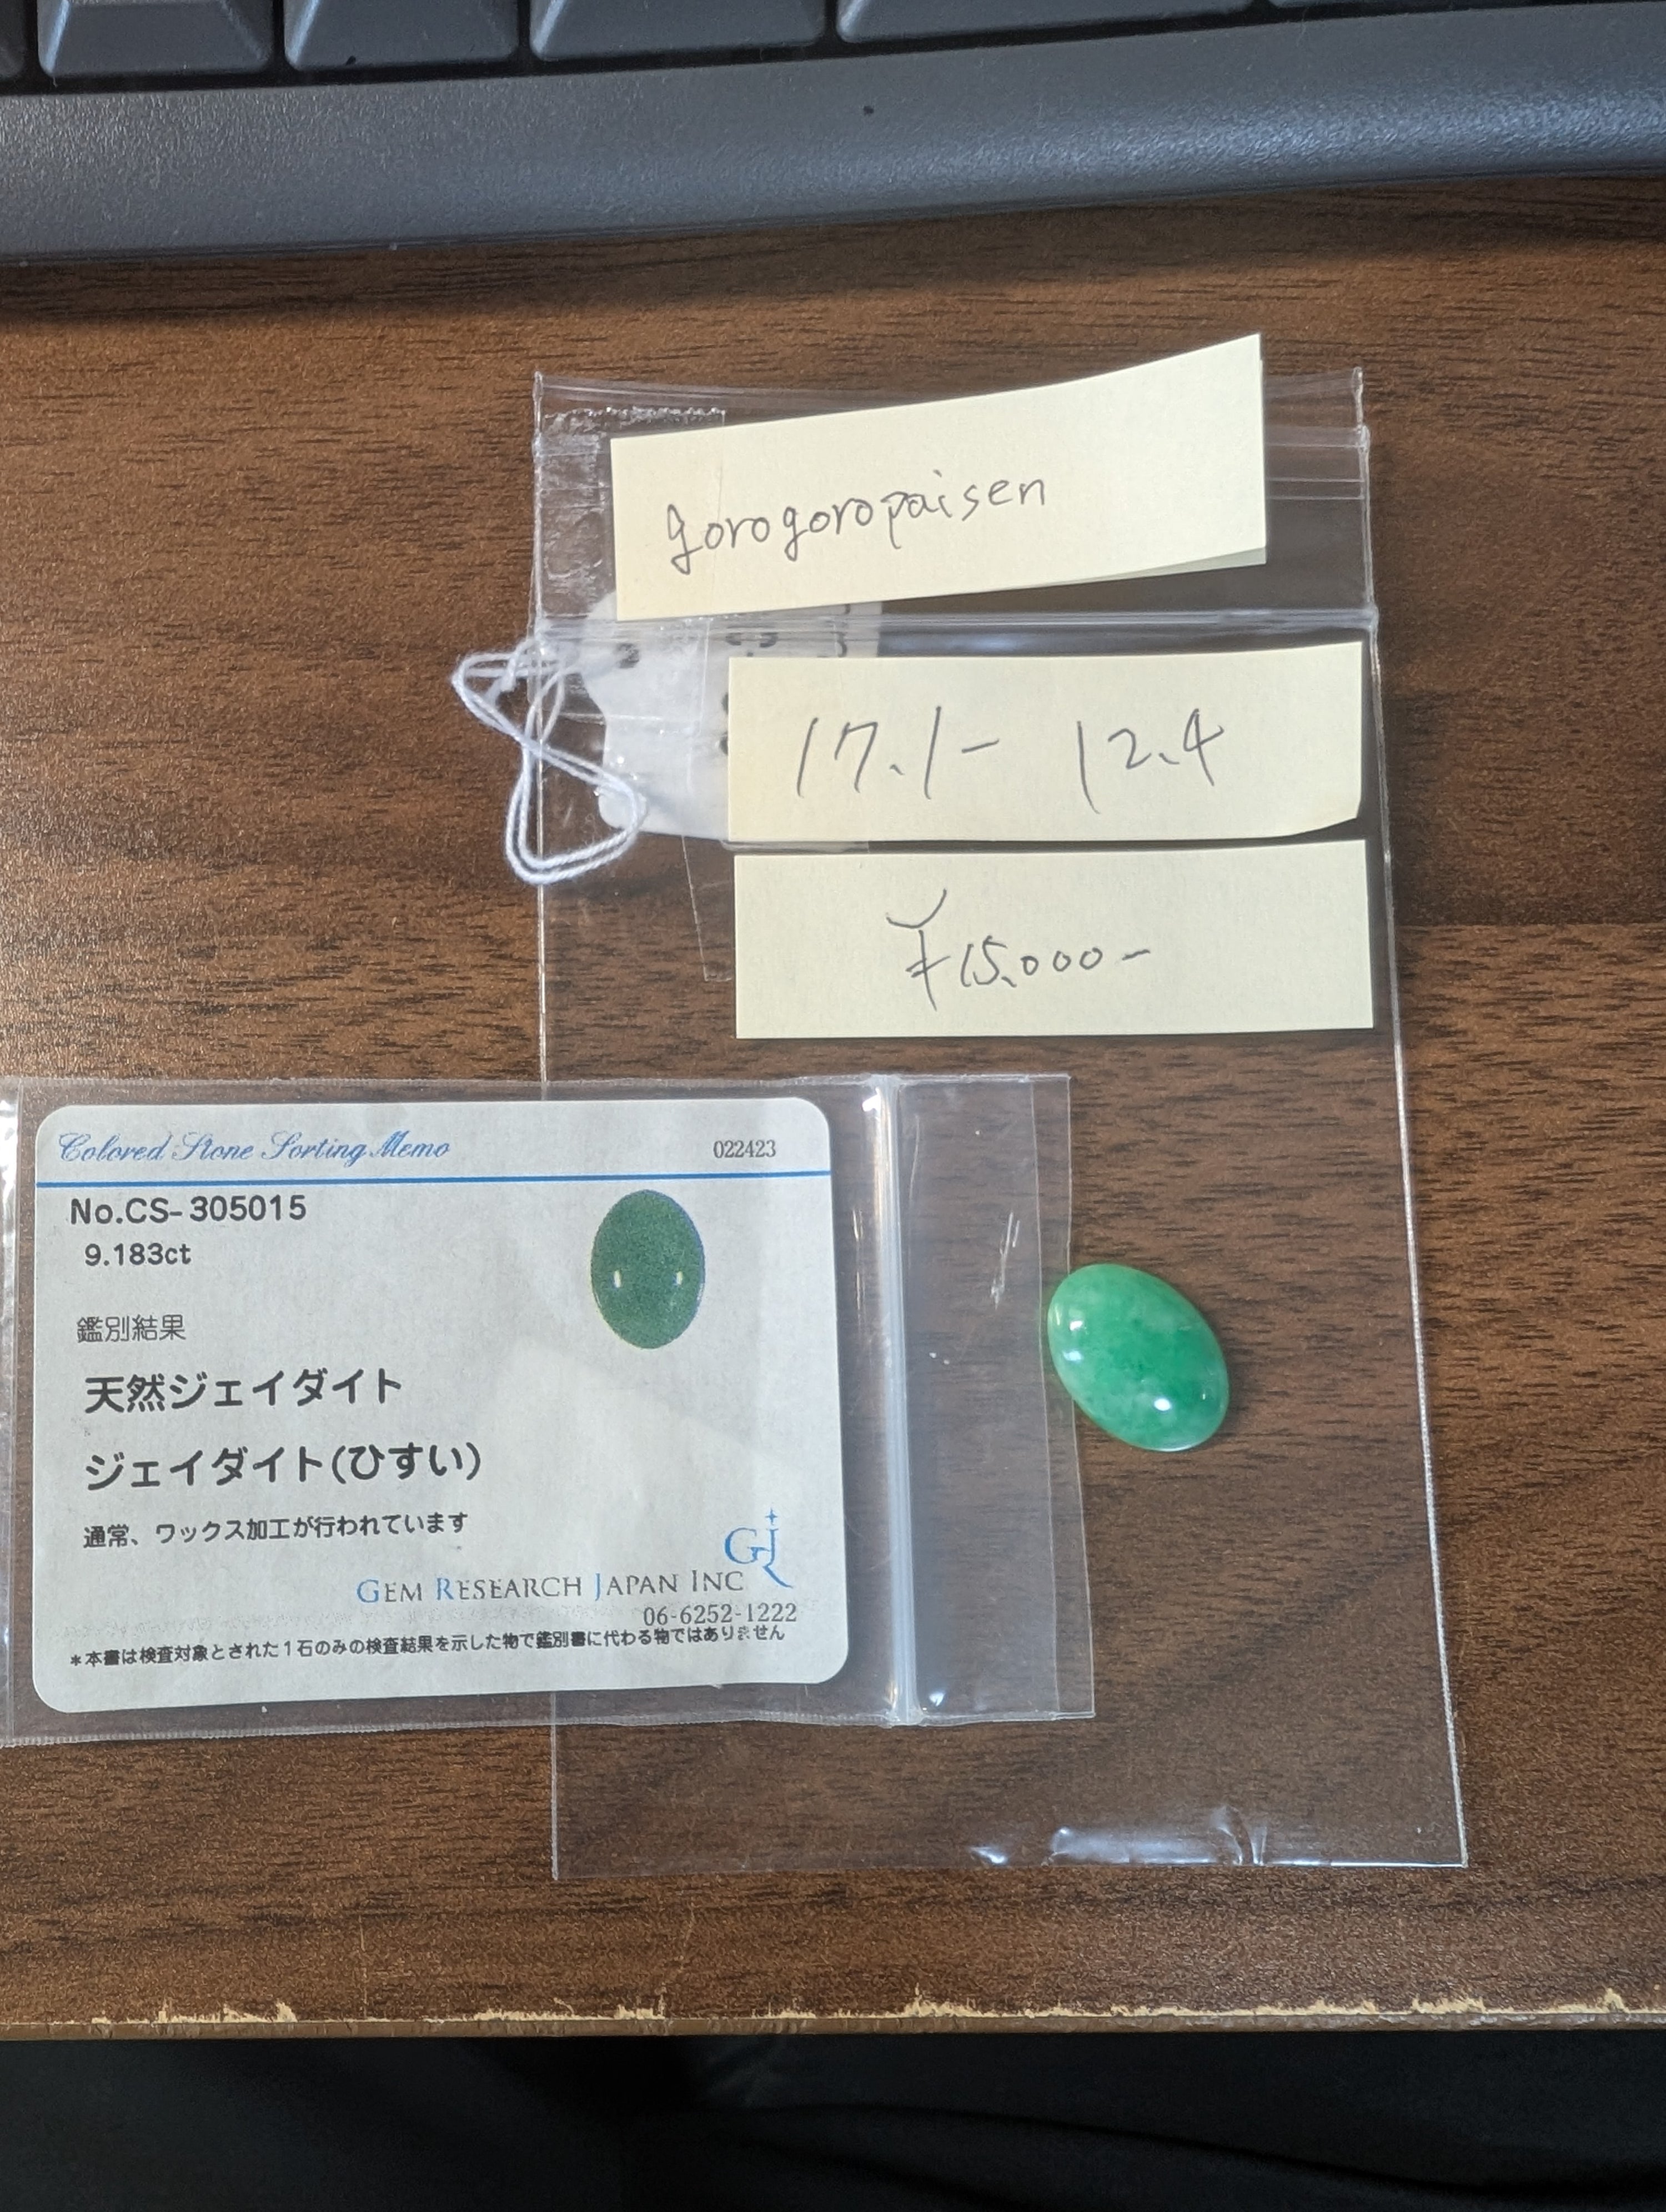 gorogoropaisen
17.1- 12.4
¥15,000-
Colored Stone Sorting Memo 022423
No.CS-305015
9.183ct
鑑別結果
天然ジェイダイト
ジェイダイト(ひすい)
通常、ワックス加工が行われています
GJR
GEM RESEARCH JAPAN INC
06-6252-1222
*本書は検査対象とされた1石のみの検査結果を示した物で鑑別書に代わる物ではありません